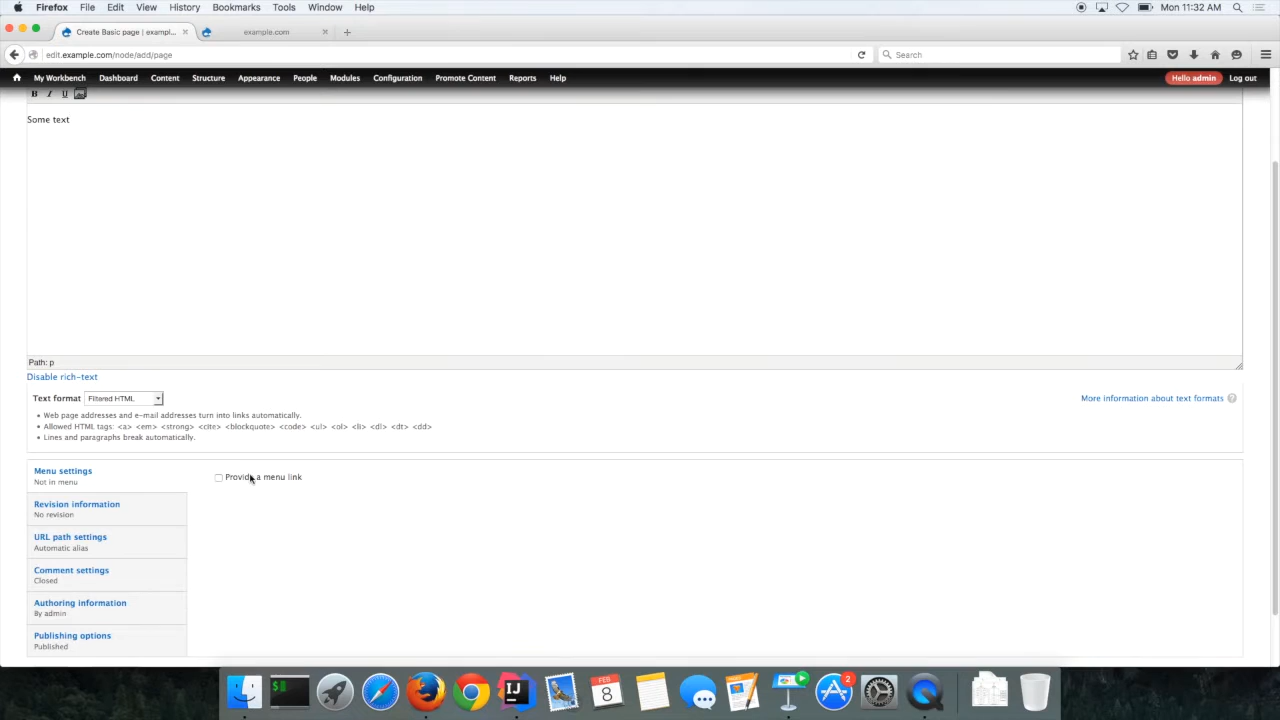 Firefox File Edit View History Bookmarks Tools Window Help Mon 11:32 AM
Create Basic page | exampl... example.com
edit.example.com/node/add/page Search
My Workbench Dashboard Content Structure Appearance People Modules Configuration Promote Content Reports Help Hello admin Log out
B I U
Some text
Path: p
Disable rich-text
Text format Filtered HTML More information about text formats ?
Web page addresses and e-mail addresses turn into links automatically.
Allowed HTML tags: <a> <em> <strong> <cite> <blockquote> <code> <ul> <ol> <li> <dl> <dt> <dd>
Lines and paragraphs break automatically.
Menu settings
Not in menu
Provide a menu link
Revision information
No revision
URL path settings
Automatic alias
Comment settings
Closed
Authoring information
By admin
Publishing options
Published
$ IJ FEB 8 2